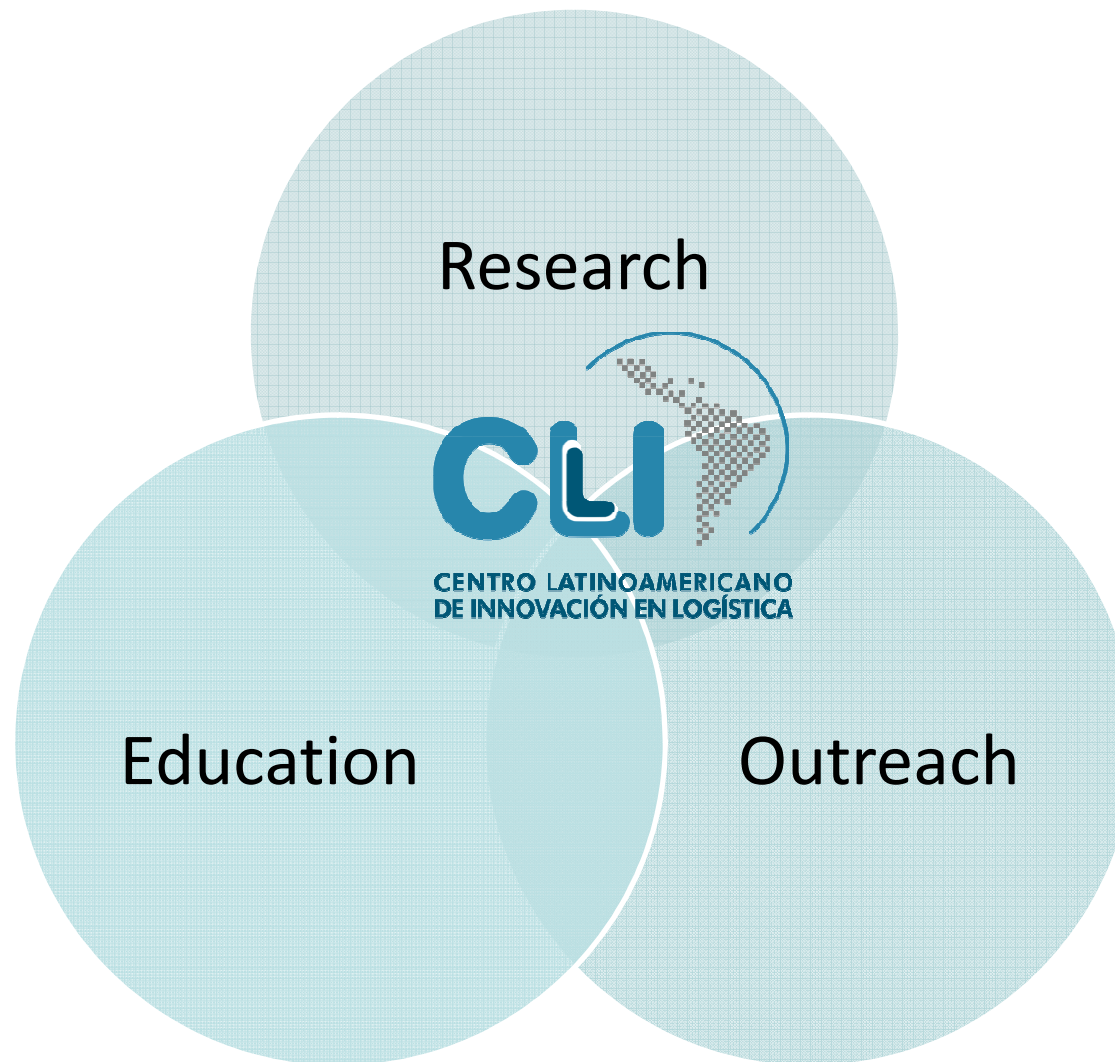 Research
CLI
CENTRO LATINOAMERICANO
DE INNOVACIÓN EN LOGÍSTICA
Education
Outreach